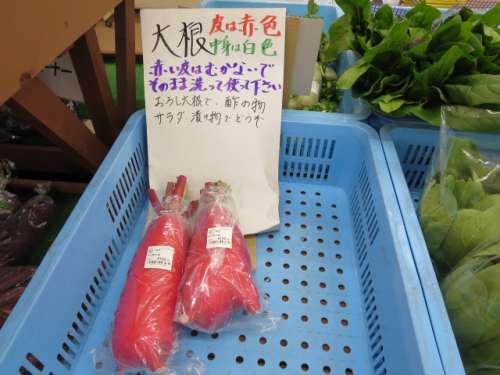 大根 皮は赤色
中身は白色
赤い皮はむかないで
そのまま洗って使って下さい
おろし大根で、酢の物
サラダ 漬け物でどうぞ